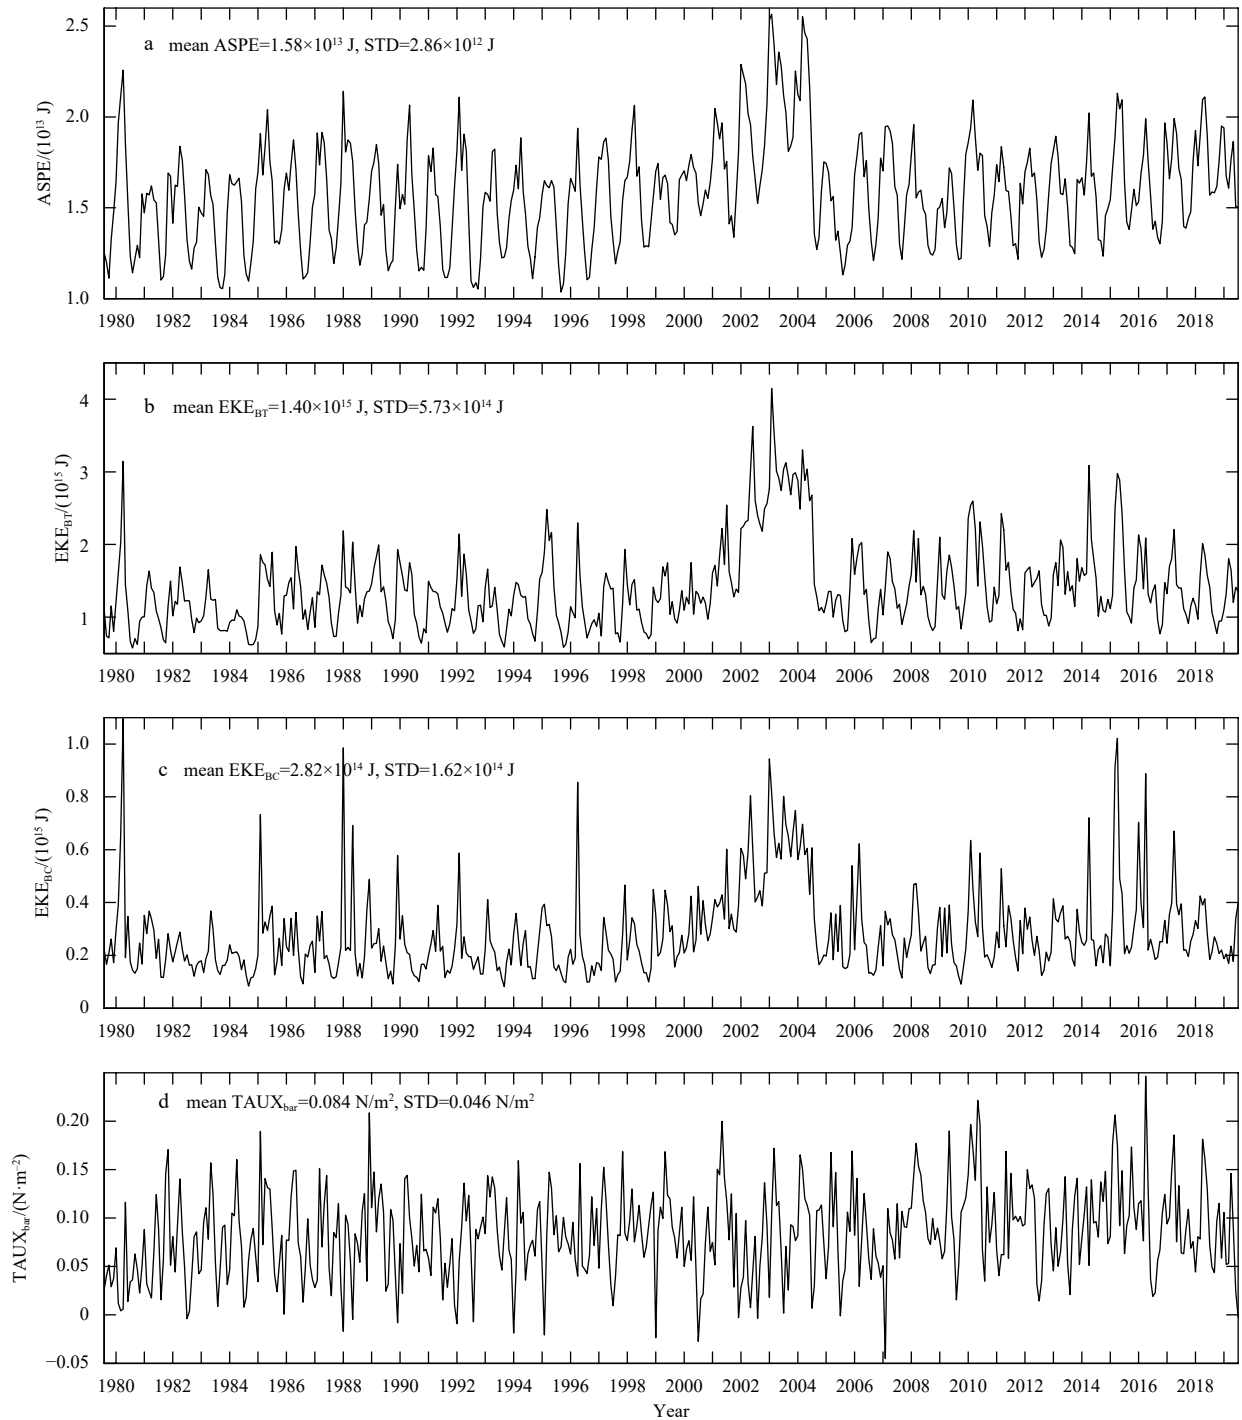 2.5
a mean ASPE=1.58×10¹³ J, STD=2.86×10¹² J
2.0
ASPE/(10¹³ J)
1.5
1.0
1980 1982 1984 1986 1988 1990 1992 1994 1996 1998 2000 2002 2004 2006 2008 2010 2012 2014 2016 2018
4
b mean EKE_BT=1.40×10¹⁵ J, STD=5.73×10¹⁴ J
3
EKE_BT/(10¹⁵ J)
2
1
1980 1982 1984 1986 1988 1990 1992 1994 1996 1998 2000 2002 2004 2006 2008 2010 2012 2014 2016 2018
1.0
c mean EKE_BC=2.82×10¹⁴ J, STD=1.62×10¹⁴ J
0.8
0.6
EKE_BC/(10¹⁵ J)
0.4
0.2
0
1980 1982 1984 1986 1988 1990 1992 1994 1996 1998 2000 2002 2004 2006 2008 2010 2012 2014 2016 2018
d mean TAUX_bar=0.084 N/m², STD=0.046 N/m²
0.20
0.15
TAUX_bar/(N·m⁻²)
0.10
0.05
0
−0.05
1980 1982 1984 1986 1988 1990 1992 1994 1996 1998 2000 2002 2004 2006 2008 2010 2012 2014 2016 2018
Year